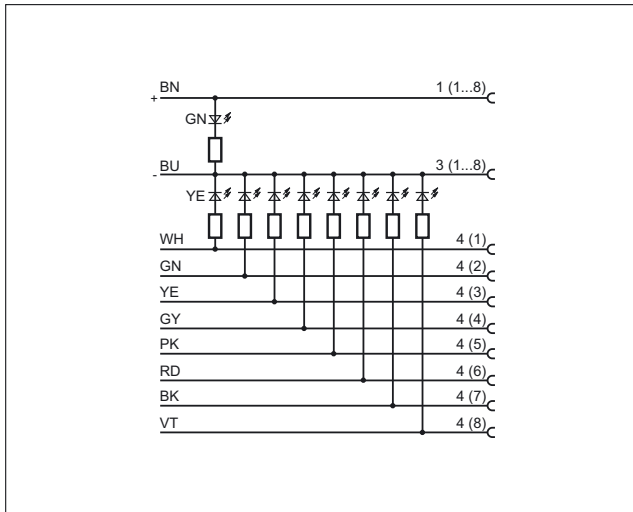 BN 1 (1...8)
+
GN
BU 3 (1...8)
-
YE
WH 4 (1)
GN 4 (2)
YE 4 (3)
GY 4 (4)
PK 4 (5)
RD 4 (6)
BK 4 (7)
VT 4 (8)